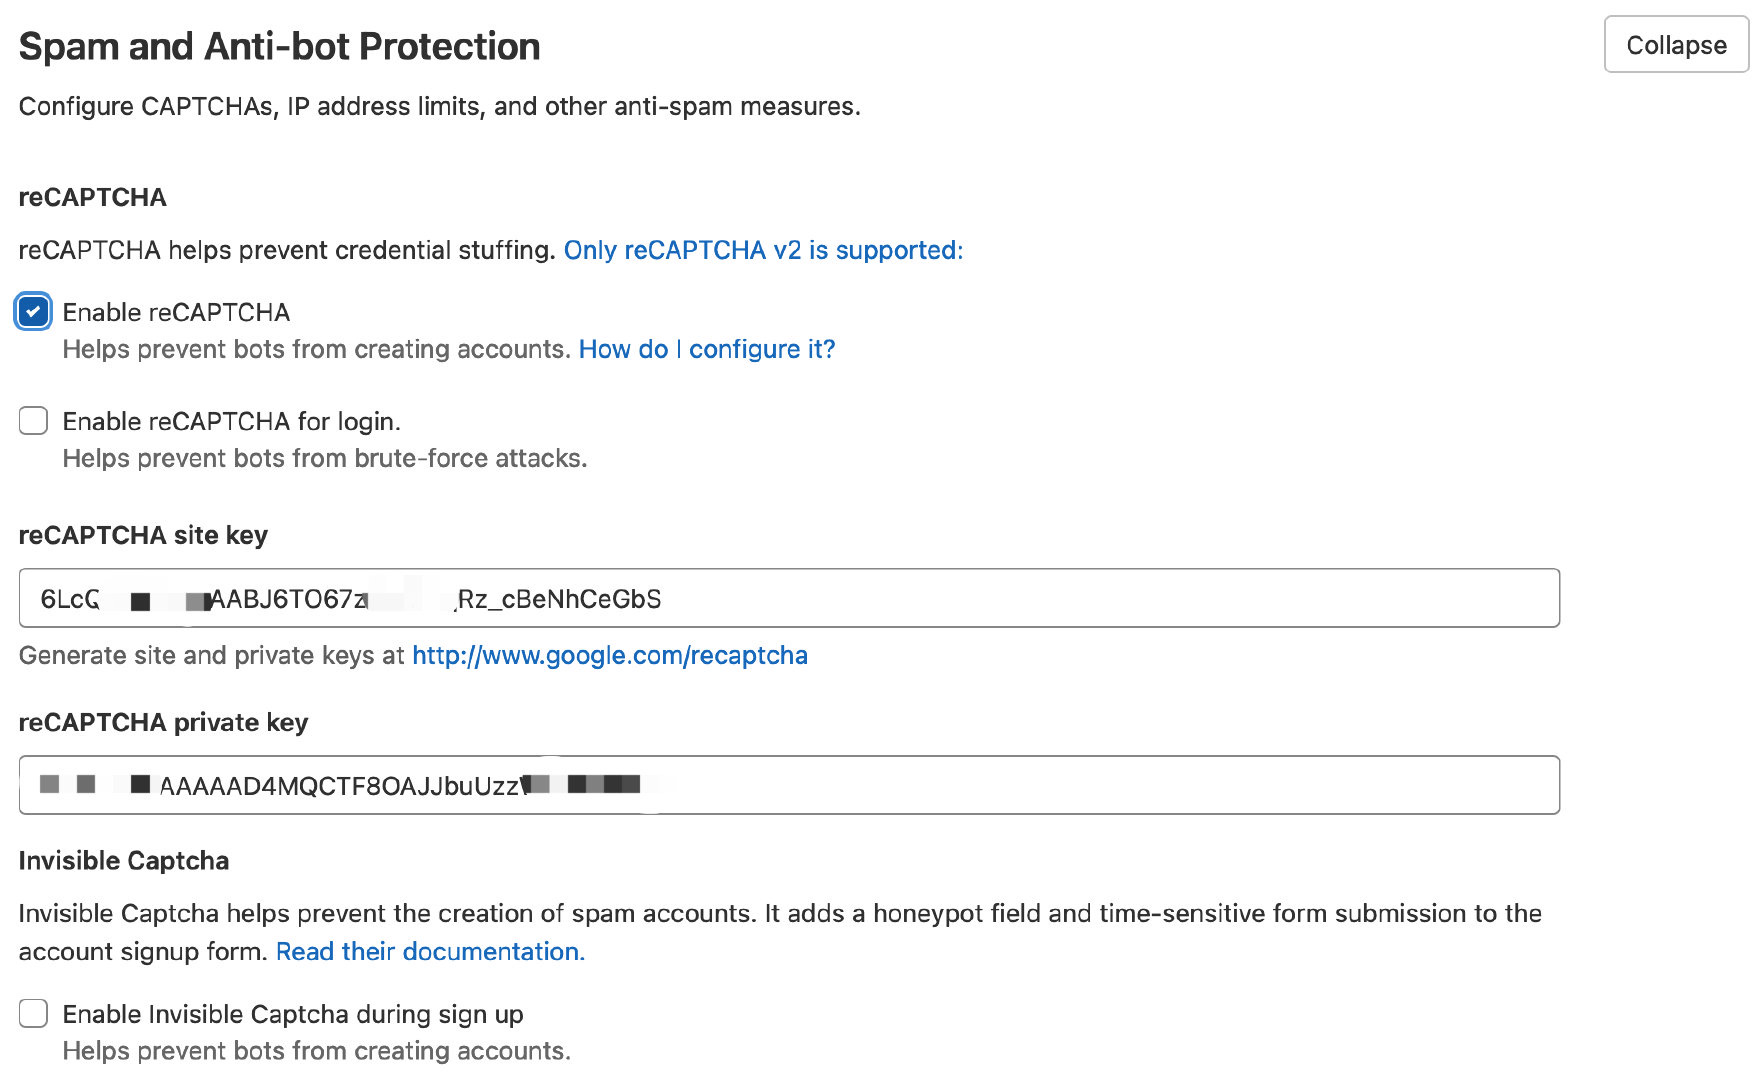 Spam and Anti-bot Protection
Collapse
Configure CAPTCHAs, IP address limits, and other anti-spam measures.
reCAPTCHA
reCAPTCHA helps prevent credential stuffing. Only reCAPTCHA v2 is supported:
Enable reCAPTCHA
Helps prevent bots from creating accounts. How do I configure it?
Enable reCAPTCHA for login.
Helps prevent bots from brute-force attacks.
reCAPTCHA site key
6LcQ AABJ6TO67z Rz_cBeNhCeGbS
Generate site and private keys at http://www.google.com/recaptcha
reCAPTCHA private key
AAAAAD4MQCTF8OAJJbuUzz
Invisible Captcha
Invisible Captcha helps prevent the creation of spam accounts. It adds a honeypot field and time-sensitive form submission to the
account signup form. Read their documentation.
Enable Invisible Captcha during sign up
Helps prevent bots from creating accounts.